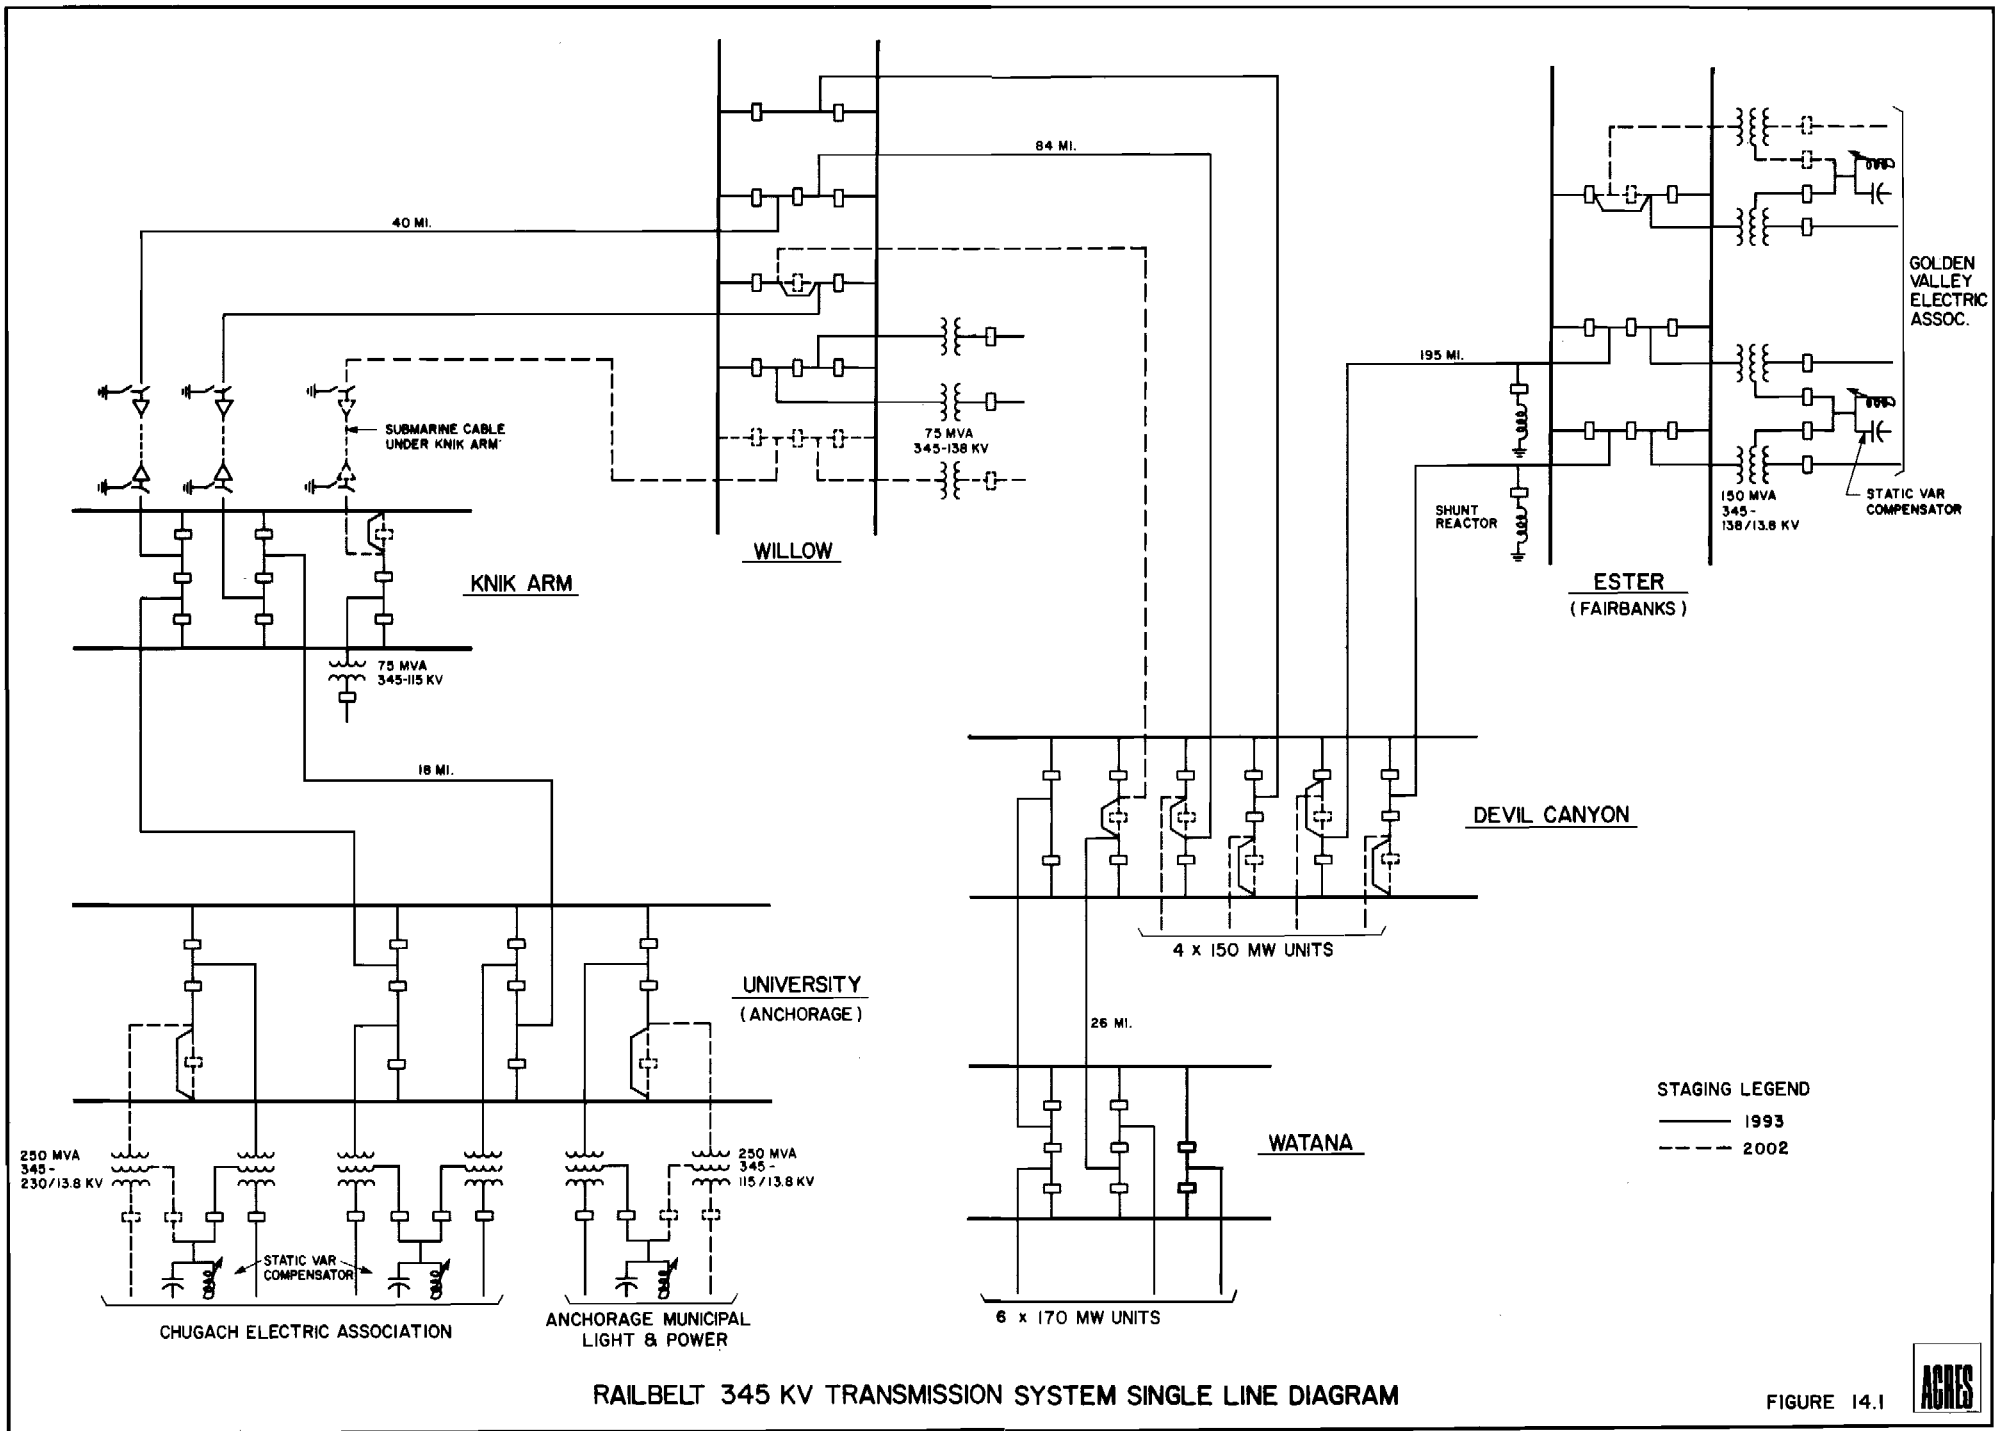 84 MI.
40 MI.
SUBMARINE CABLE
UNDER KNIK ARM
75 MVA
345-138 KV
WILLOW
195 MI.
SHUNT
REACTOR
GOLDEN
VALLEY
ELECTRIC
ASSOC.
150 MVA
345-
138/13.8 KV
STATIC VAR
COMPENSATOR
ESTER
(FAIRBANKS)
KNIK ARM
75 MVA
345-115 KV
18 MI.
DEVIL CANYON
4 x 150 MW UNITS
UNIVERSITY
(ANCHORAGE)
26 MI.
WATANA
6 x 170 MW UNITS
STAGING LEGEND
1993
2002
250 MVA
345-
230/13.8 KV
250 MVA
345-
115/13.8 KV
STATIC VAR
COMPENSATOR
CHUGACH ELECTRIC ASSOCIATION
ANCHORAGE MUNICIPAL
LIGHT & POWER
RAILBELT 345 KV TRANSMISSION SYSTEM SINGLE LINE DIAGRAM
FIGURE 14.1
ACRES